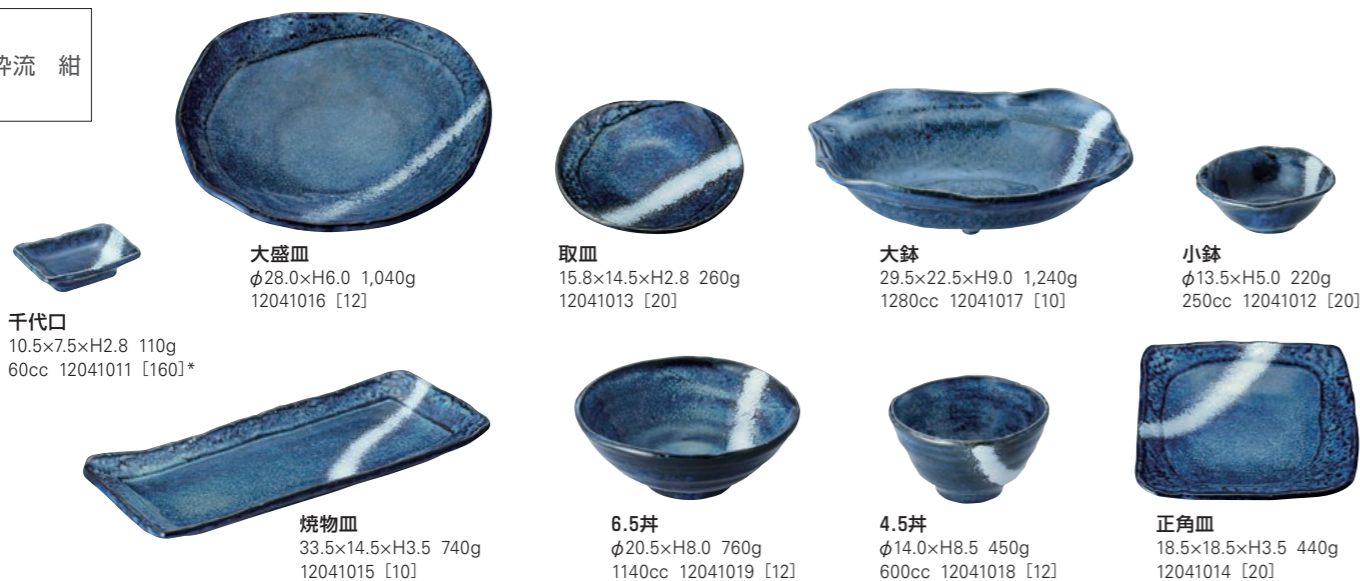 粋流 紺
大盛皿
φ28.0×H6.0 1,040g
12041016 [12]
取皿
15.8×14.5×H2.8 260g
12041013 [20]
大鉢
29.5×22.5×H9.0 1,240g
1280cc 12041017 [10]
小鉢
φ13.5×H5.0 220g
250cc 12041012 [20]
千代口
10.5×7.5×H2.8 110g
60cc 12041011 [160]*
焼物皿
33.5×14.5×H3.5 740g
12041015 [10]
6.5丼
φ20.5×H8.0 760g
1140cc 12041019 [12]
4.5丼
φ14.0×H8.5 450g
600cc 12041018 [12]
正角皿
18.5×18.5×H3.5 440g
12041014 [20]